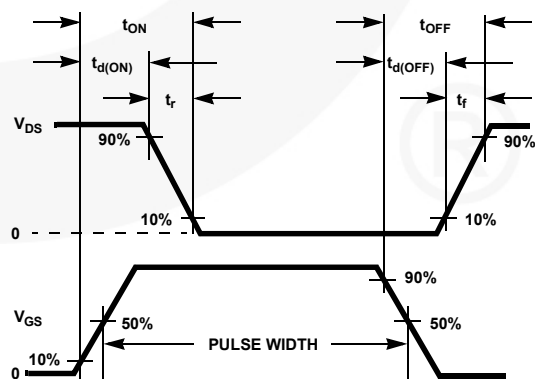 tON
tOFF
td(ON)
td(OFF)
tr
tf
VDS
90%
90%
10%
10%
0
90%
VGS
50%
50%
PULSE WIDTH
10%
0
®